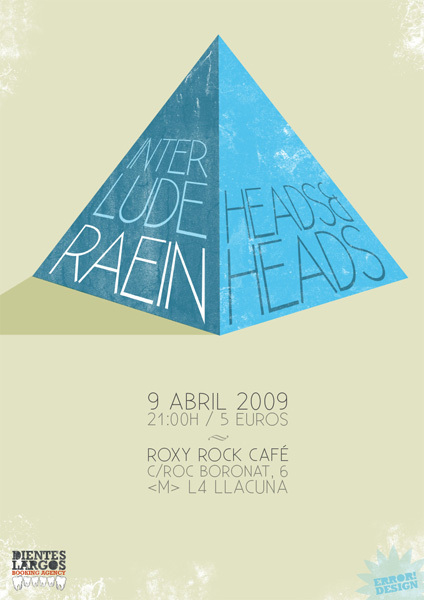 INTER
LUDE
RAEIN
HEADS&
HEADS
9 ABRIL 2009
21:00H / 5 EUROS
ROXY ROCK CAFÉ
C/ROC BORONAT, 6
<M> L4 LLACUNA
DIENTES
LARGOS
BOOKING AGENCY
ERROR!
DESIGN